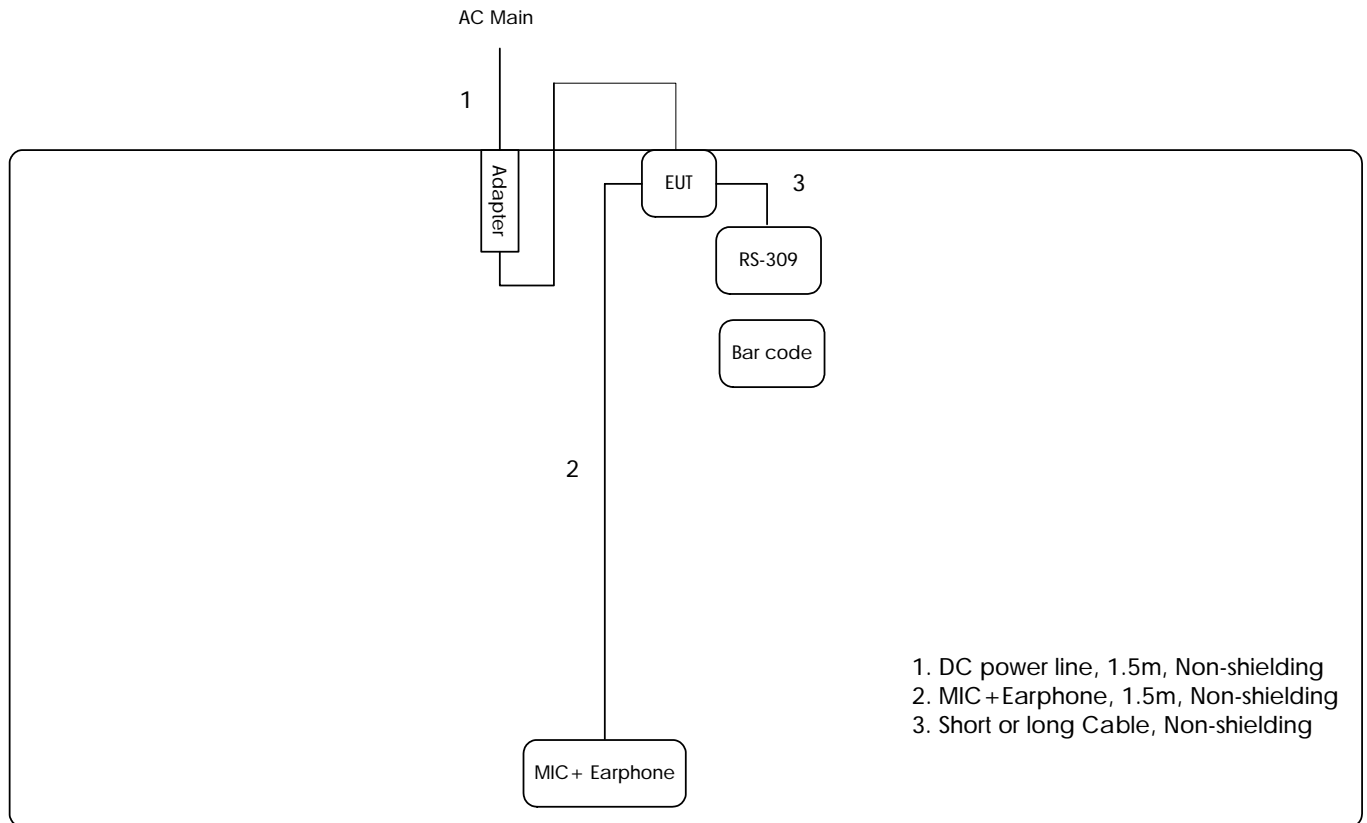 AC Main
1
Adapter
EUT
3
RS-309
Bar code
2
1. DC power line, 1.5m, Non-shielding
2. MIC+Earphone, 1.5m, Non-shielding
3. Short or long Cable, Non-shielding
MIC+ Earphone